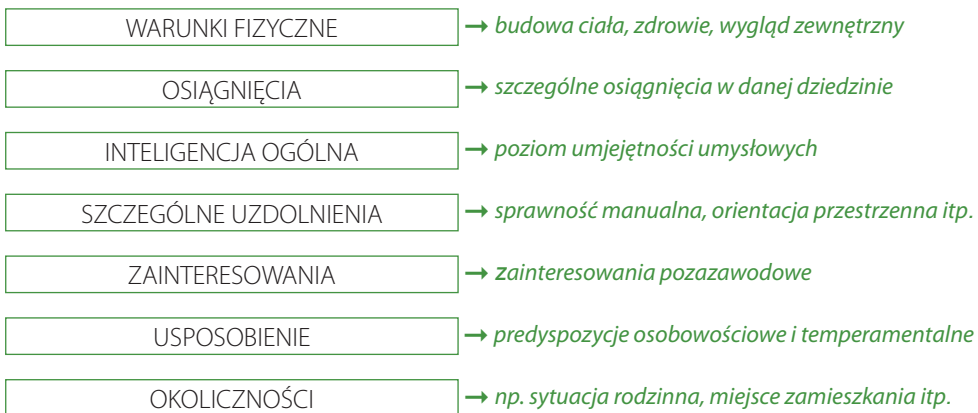 WARUNKI FIZYCZNE → budowa ciała, zdrowie, wygląd zewnętrzny
OSIĄGNIĘCIA → szczególne osiągnięcia w danej dziedzinie
INTELIGENCJA OGÓLNA → poziom umjejętności umysłowych
SZCZEGÓLNE UZDOLNIENIA → sprawność manualna, orientacja przestrzenna itp.
ZAINTERESOWANIA → zainteresowania pozazawodowe
USPOSOBIENIE → predyspozycje osobowościowe i temperamentalne
OKOLICZNOŚCI → np. sytuacja rodzinna, miejsce zamieszkania itp.